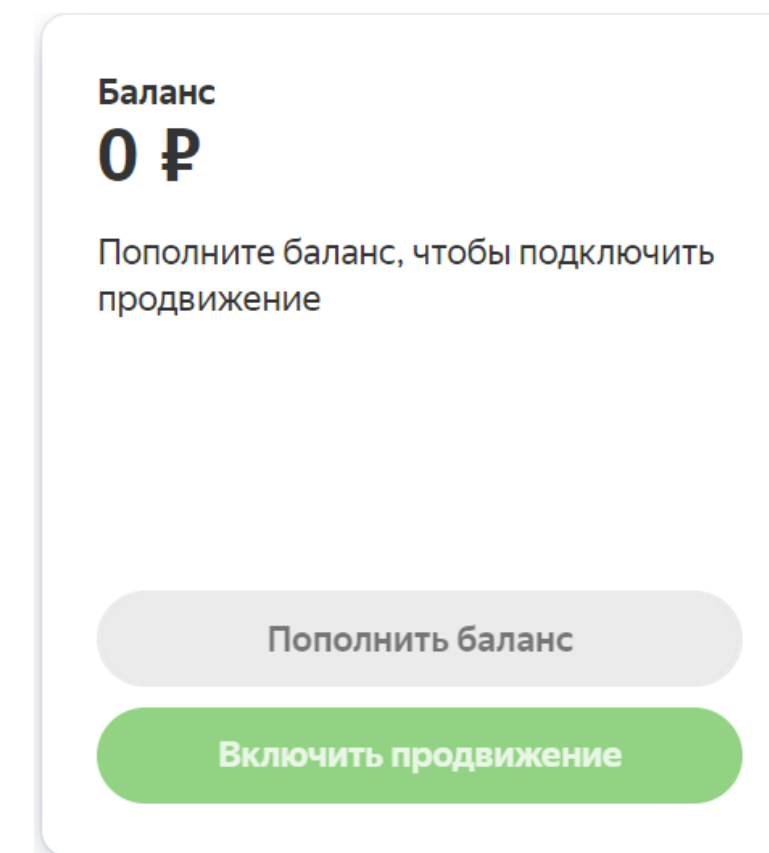 Баланс
0 ₽
Пополните баланс, чтобы подключить
продвижение
Пополнить баланс
Включить продвижение